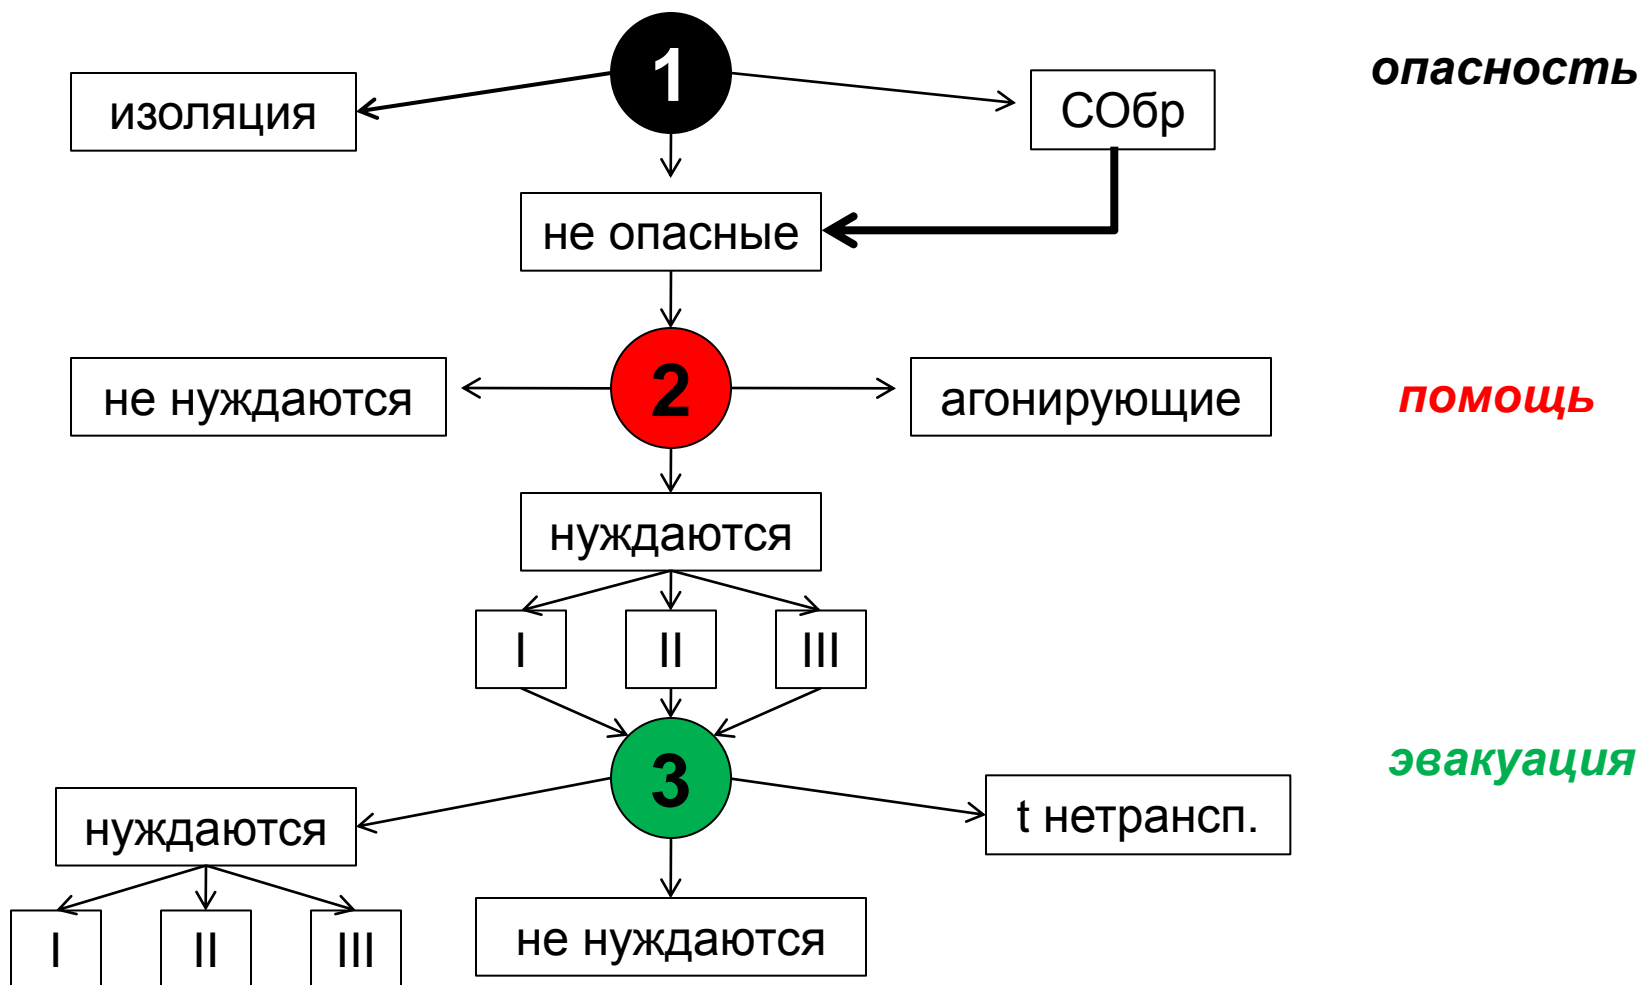 1
опасность
изоляция
СОбр
не опасные
не нуждаются
2
агонирующие
помощь
нуждаются
I
II
III
3
эвакуация
нуждаются
t нетрансп.
I
II
III
не нуждаются